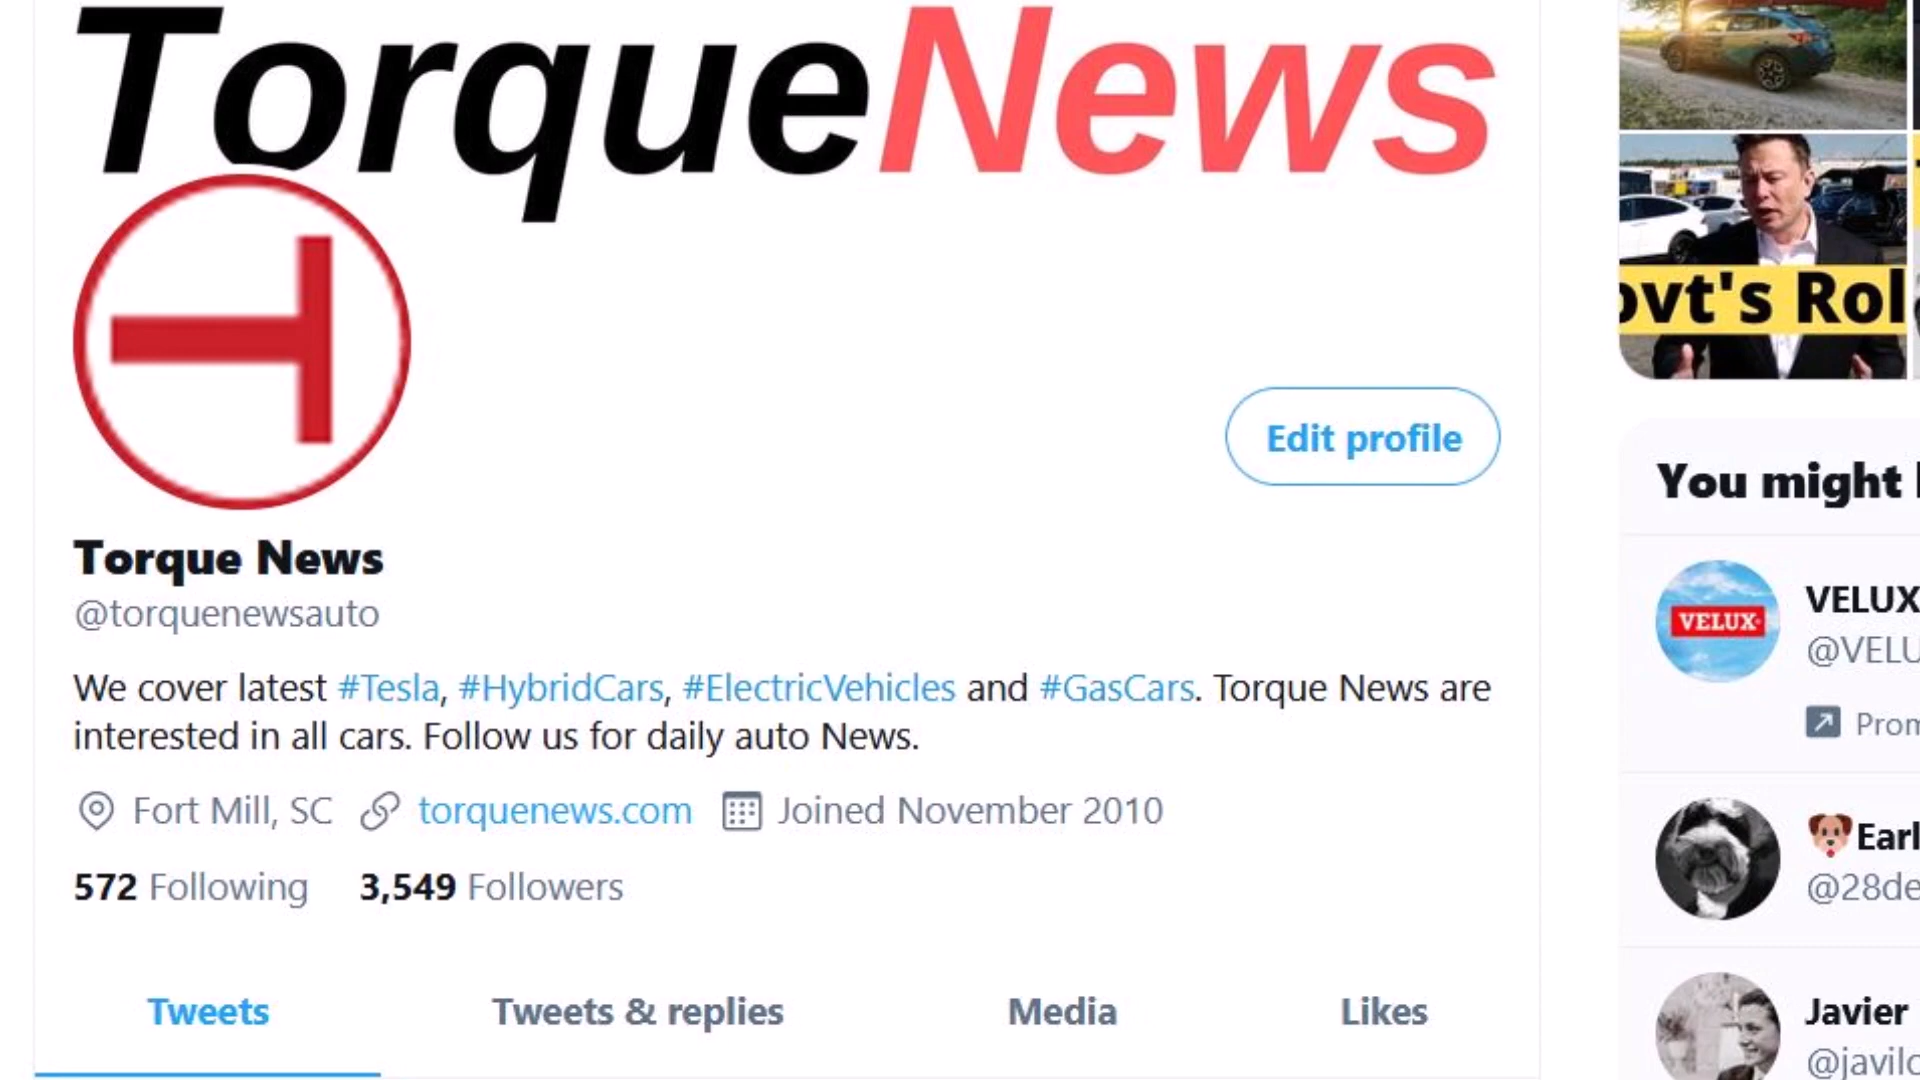 TorqueNews
T
Edit profile
Torque News
@torquenewsauto
We cover latest #Tesla, #HybridCars, #ElectricVehicles and #GasCars. Torque News are
interested in all cars. Follow us for daily auto News.
Fort Mill, SC torquenews.com Joined November 2010
572 Following 3,549 Followers
Tweets Tweets & replies Media Likes
ovt's Rol
You might
VELUX
VELUX
@VELU
Prom
Earl
@28de
Javier
@javilo